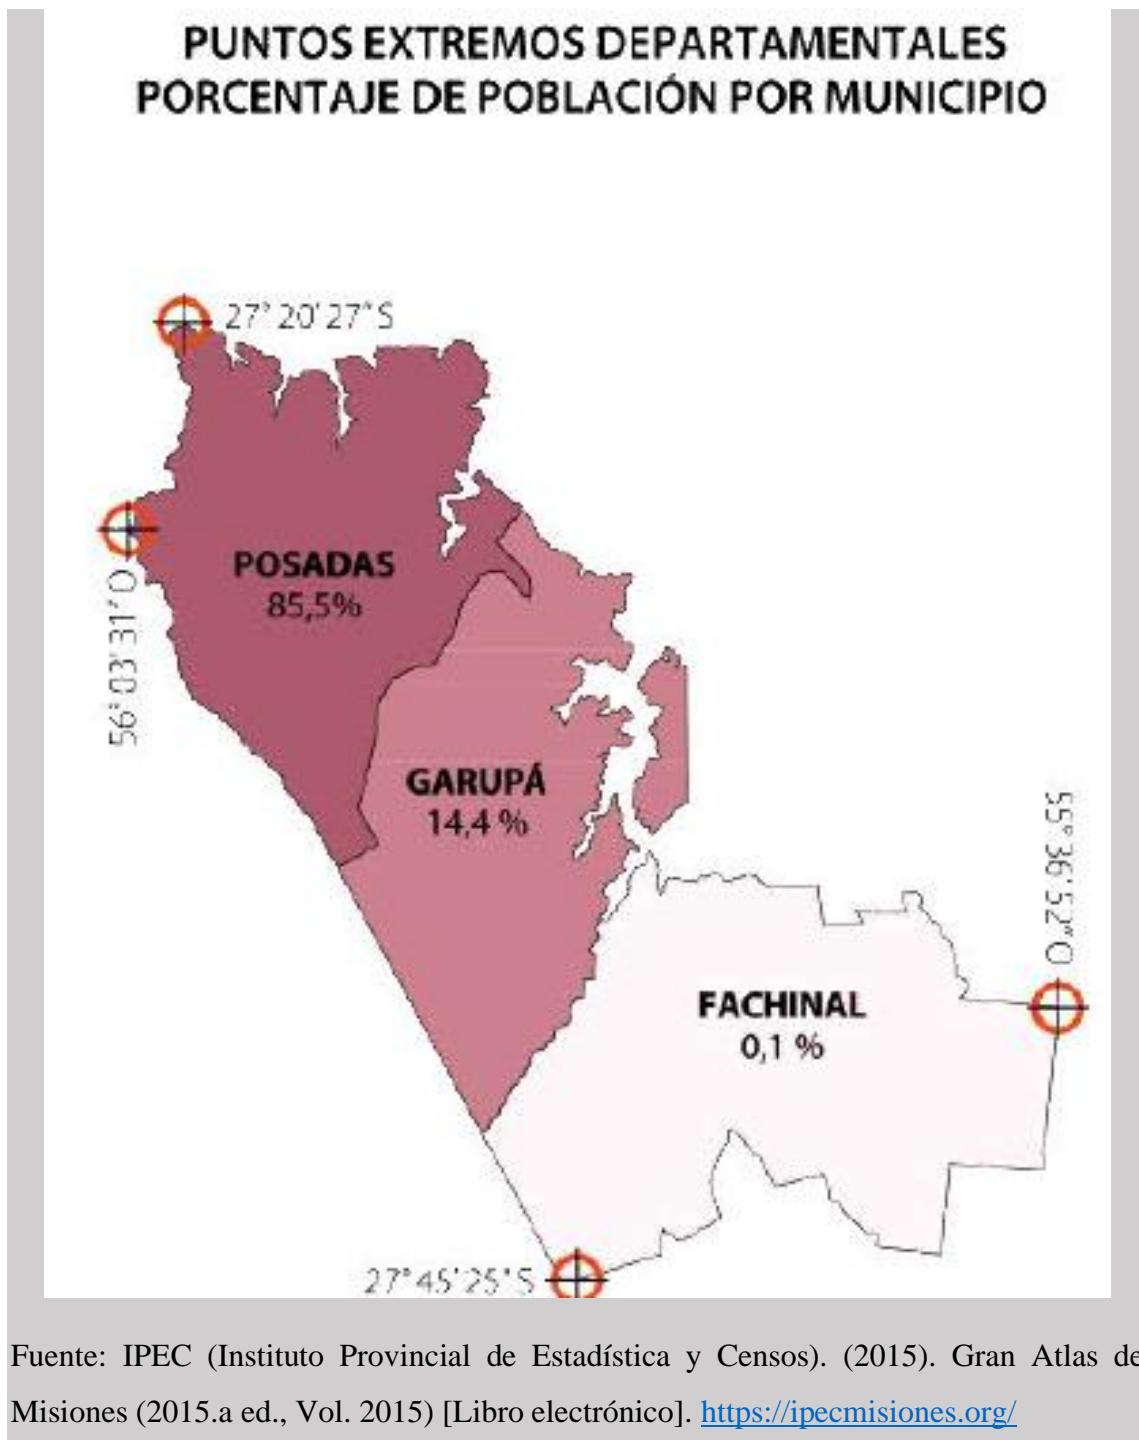 PUNTOS EXTREMOS DEPARTAMENTALES
PORCENTAJE DE POBLACIÓN POR MUNICIPIO
27° 20' 27" S
56° 03' 31" O
POSADAS
85,5%
GARUPÁ
14,4 %
55° 36' 52" O
FACHINAL
0,1 %
27° 45' 25" S
Fuente: IPEC (Instituto Provincial de Estadística y Censos). (2015). Gran Atlas de
Misiones (2015.a ed., Vol. 2015) [Libro electrónico]. https://ipecmisiones.org/